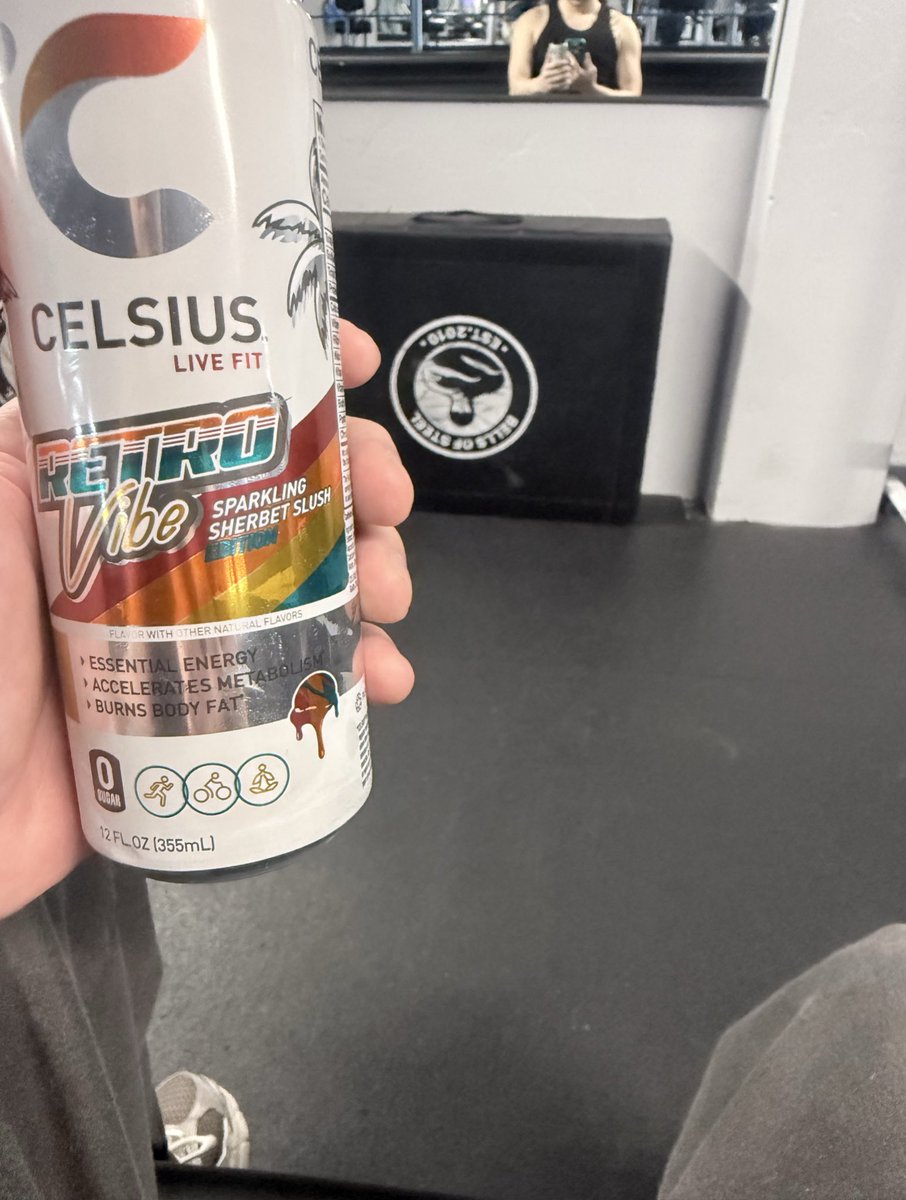 CELSIUS
LIVE FIT
RETRO
Vibe
SPARKLING
SHERBET SLUSH
EDITION
FLAVOR WITH OTHER NATURAL FLAVORS
ESSENTIAL ENERGY
ACCELERATES METABOLISM
BURNS BODY FAT
0
SUGAR
12 FL.OZ (355mL)
EST.2010
BELLS OF STEEL